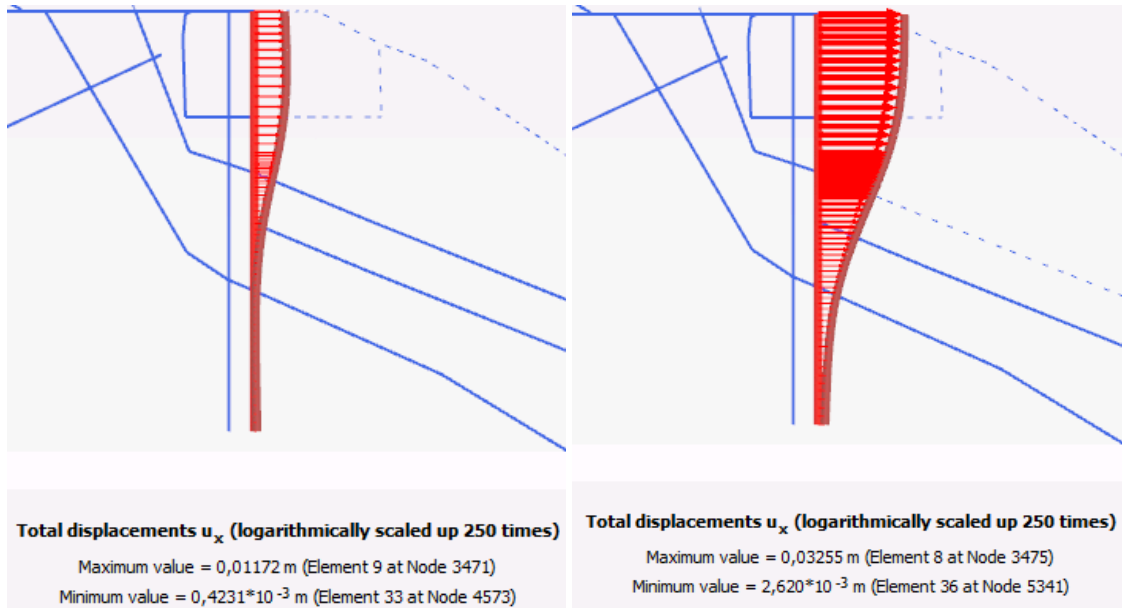 Total displacements uₓ (logarithmically scaled up 250 times)
Maximum value = 0,01172 m (Element 9 at Node 3471)
Minimum value = 0,4231*10 ⁻³ m (Element 33 at Node 4573)
Total displacements uₓ (logarithmically scaled up 250 times)
Maximum value = 0,03255 m (Element 8 at Node 3475)
Minimum value = 2,620*10 ⁻³ m (Element 36 at Node 5341)